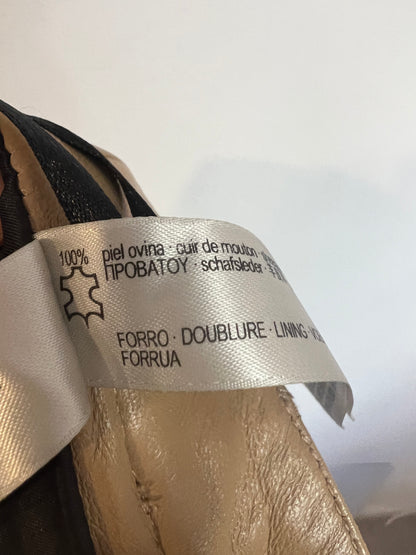 100% piel ovina · cuir de mouton ·
ΠΡΟΒΑΤΟΥ · schafsleder ·
FORRO · DOUBLURE · LINING ·
FORRUA